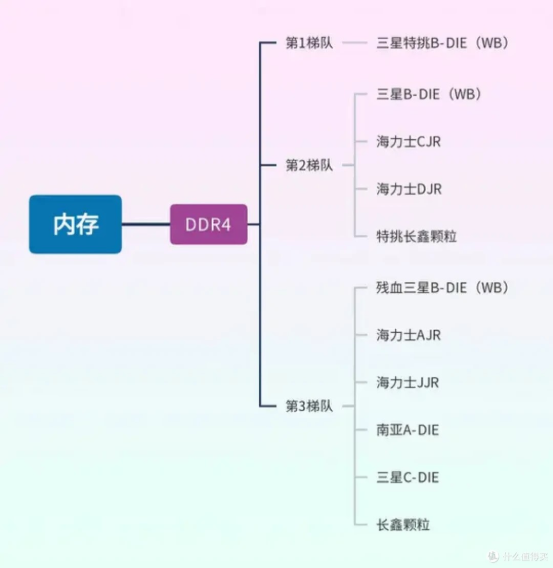 内存
DDR4
第1梯队
三星特挑B-DIE（WB）
第2梯队
三星B-DIE（WB）
海力士CJR
海力士DJR
特挑长鑫颗粒
第3梯队
残血三星B-DIE（WB）
海力士AJR
海力士JJR
南亚A-DIE
三星C-DIE
长鑫颗粒
值 什么值得买